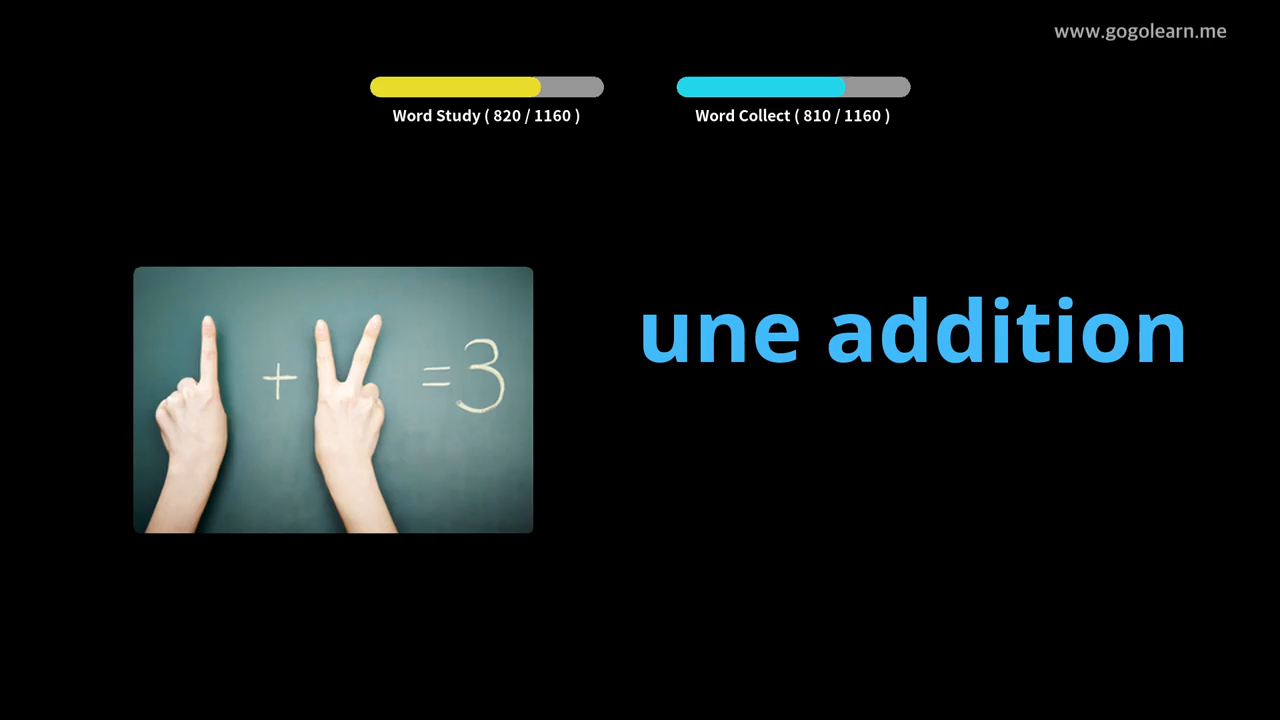 www.gogolearn.me
Word Study ( 820 / 1160 )
Word Collect ( 810 / 1160 )
+ = 3
une addition